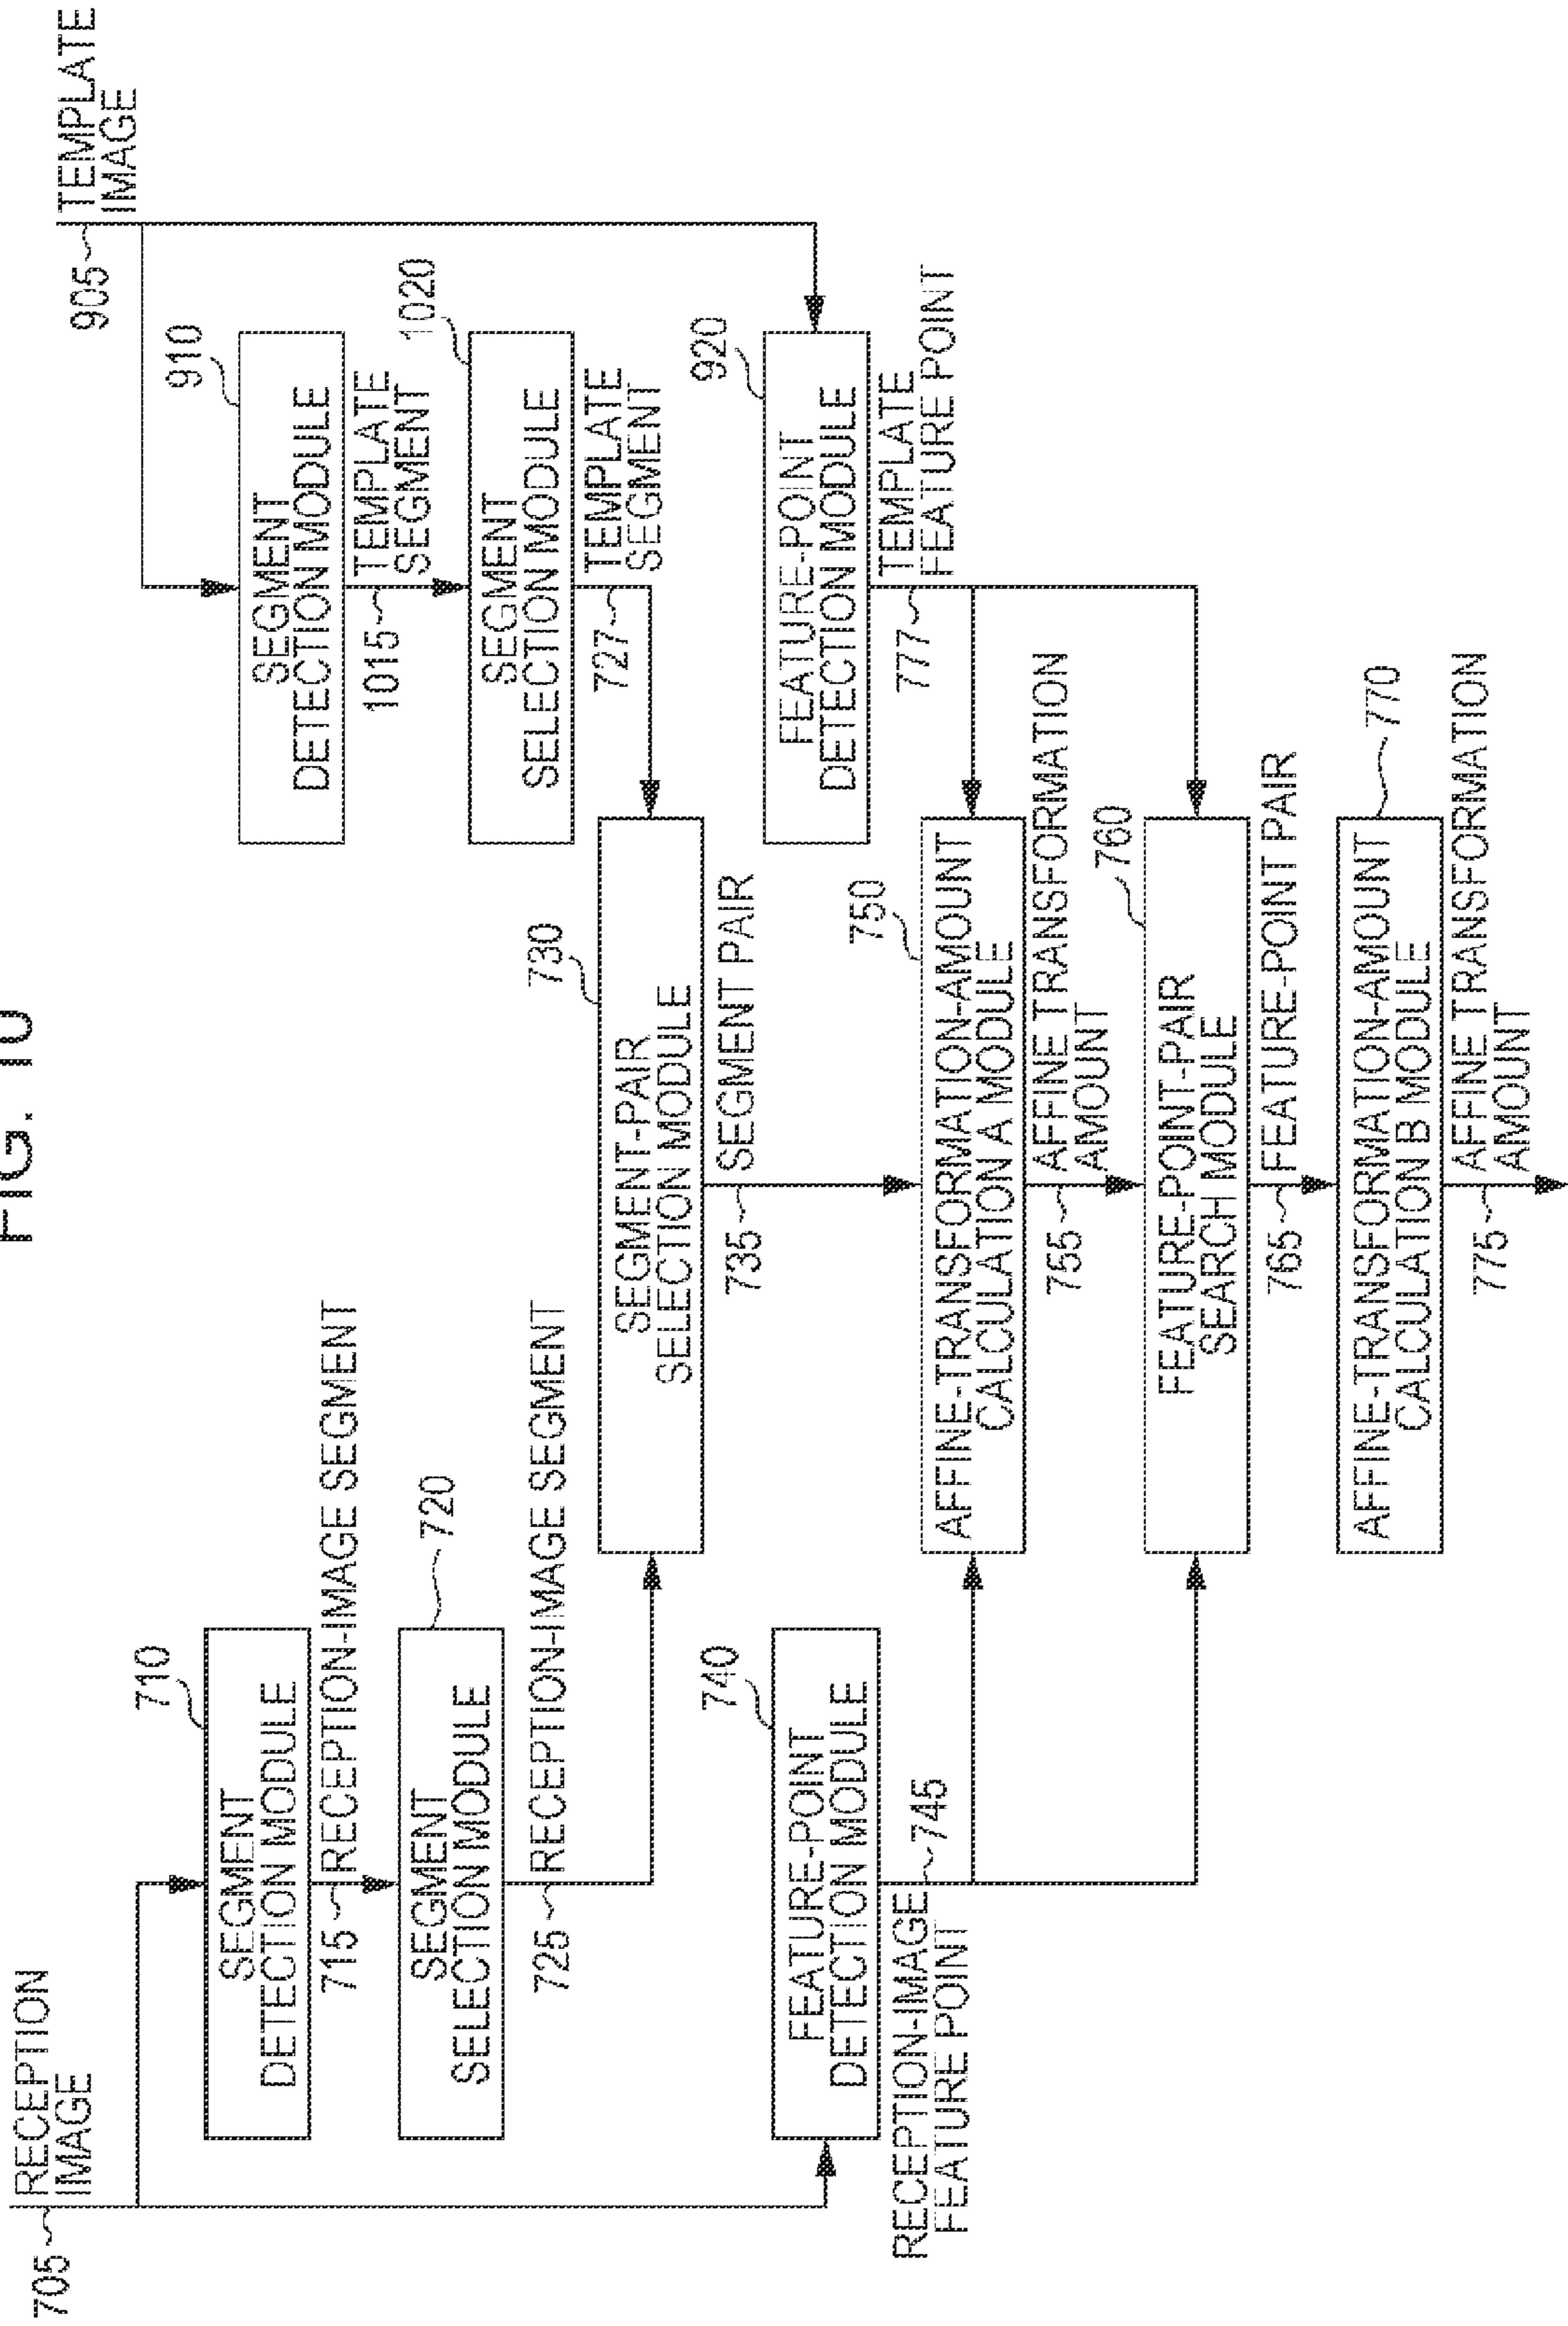 FIG. 10
RECEPTION
IMAGE
705
TEMPLATE
IMAGE
905
710
SEGMENT
DETECTION MODULE
715
RECEPTION-IMAGE SEGMENT
720
SEGMENT
SELECTION MODULE
725
RECEPTION-IMAGE SEGMENT
910
SEGMENT
DETECTION MODULE
1015
TEMPLATE
SEGMENT
1020
SEGMENT
SELECTION MODULE
727
TEMPLATE
SEGMENT
730
SEGMENT-PAIR
SELECTION MODULE
735
SEGMENT PAIR
740
FEATURE-POINT
DETECTION MODULE
RECEPTION-IMAGE
FEATURE POINT
745
920
FEATURE-POINT
DETECTION MODULE
777
TEMPLATE
FEATURE POINT
750
AFFINE-TRANSFORMATION-AMOUNT
CALCULATION A MODULE
755
AFFINE TRANSFORMATION
AMOUNT
760
FEATURE-POINT-PAIR
SEARCH MODULE
765
FEATURE-POINT PAIR
770
AFFINE-TRANSFORMATION-AMOUNT
CALCULATION B MODULE
775
AFFINE TRANSFORMATION
AMOUNT